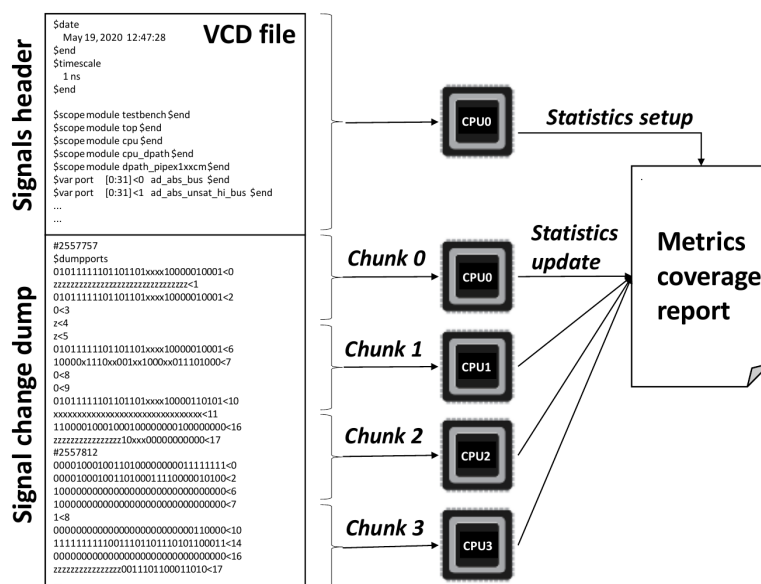 VCD file
Signals header
$date
May 19, 2020 12:47:28
$end
$timescale
1 ns
$end
$scope module testbench $end
$scope module top $end
$scope module cpu $end
$scope module cpu_dpath $end
$scope module dpath_pipex1xxcm $end
$var port [0:31] <0 ad_abs_bus $end
$var port [0:31] <1 ad_abs_unsat_hi_bus $end
...
...
CPU0
Statistics setup
Signal change dump
#2557757
$dumpports
01011111101101101xxxx10000010001<0
zzzzzzzzzzzzzzzzzzzzzzzzzzzzzzzz<1
01011111101101101xxxx10000010001<2
0<3
z<4
z<5
01011111101101101xxxx10000010001<6
10000x1110xx001xx1000xx011101000<7
0<8
0<9
01011111101101101xxxx10000110101<10
xxxxxxxxxxxxxxxxxxxxxxxxxxxxxxxx<11
11000010001000100000000100000000<16
zzzzzzzzzzzzzzzz10xxx00000000000<17
#2557812
00001000100110100000000011111111<0
00001000100110100011110000010100<2
10000000000000000000000000000000<6
10000000000000000000000000000000<7
1<8
00000000000000000000000000110000<10
11111111110011101101110101100011<14
00000000000000000000000000000000<16
zzzzzzzzzzzzzzzz0011101100011010<17
Chunk 0
CPU0
Statistics
update
Chunk 1
CPU1
Chunk 2
CPU2
Chunk 3
CPU3
Metrics
coverage
report